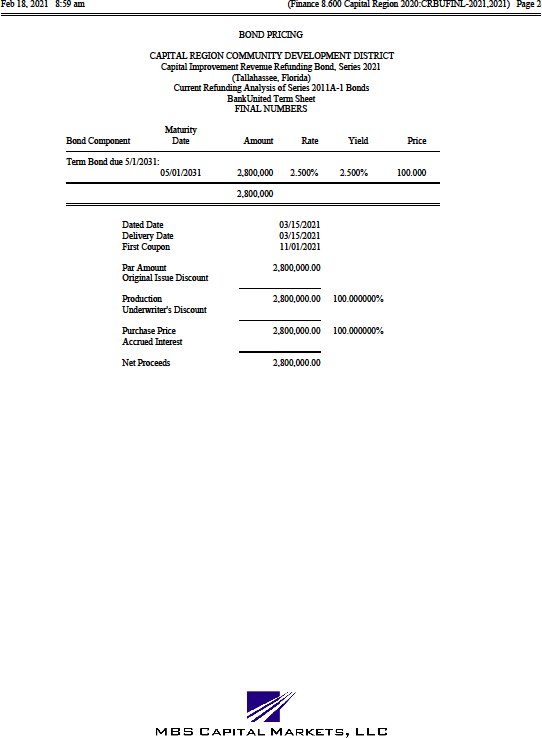 Feb 18, 2021 8:59 am (Finance 8.600 Capital Region 2020:CRBUFINL-2021,2021) Page 2
BOND PRICING
CAPITAL REGION COMMUNITY DEVELOPMENT DISTRICT
Capital Improvement Revenue Refunding Bond, Series 2021
(Tallahassee, Florida)
Current Refunding Analysis of Series 2011A-1 Bonds
BankUnited Term Sheet
FINAL NUMBERS
Maturity
Bond Component Date Amount Rate Yield Price
Term Bond due 5/1/2031:
05/01/2031 2,800,000 2.500% 2.500% 100.000
2,800,000
Dated Date 03/15/2021
Delivery Date 03/15/2021
First Coupon 11/01/2021
Par Amount 2,800,000.00
Original Issue Discount
Production 2,800,000.00 100.000000%
Underwriter's Discount
Purchase Price 2,800,000.00 100.000000%
Accrued Interest
Net Proceeds 2,800,000.00
MBS CAPITAL MARKETS, LLC